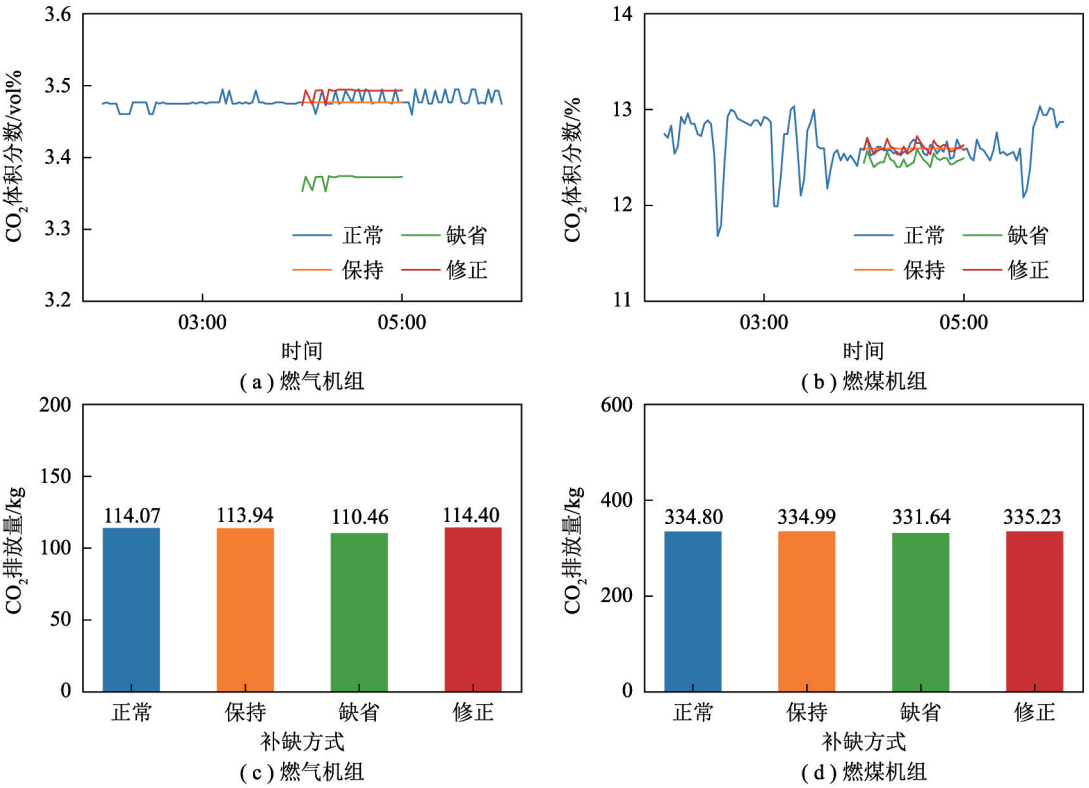 3.6
3.5
3.4
3.3
3.2
CO2体积分数/vol%
正常
缺省
保持
修正
03:00
05:00
时间
( a ) 燃气机组
14
13
12
11
CO2体积分数/%
正常
缺省
保持
修正
03:00
05:00
时间
( b ) 燃煤机组
200
150
100
50
0
CO2排放量/kg
114.07
113.94
110.46
114.40
正常
保持
缺省
修正
补缺方式
( c ) 燃气机组
600
400
200
0
CO2排放量/kg
334.80
334.99
331.64
335.23
正常
保持
缺省
修正
补缺方式
( d ) 燃煤机组